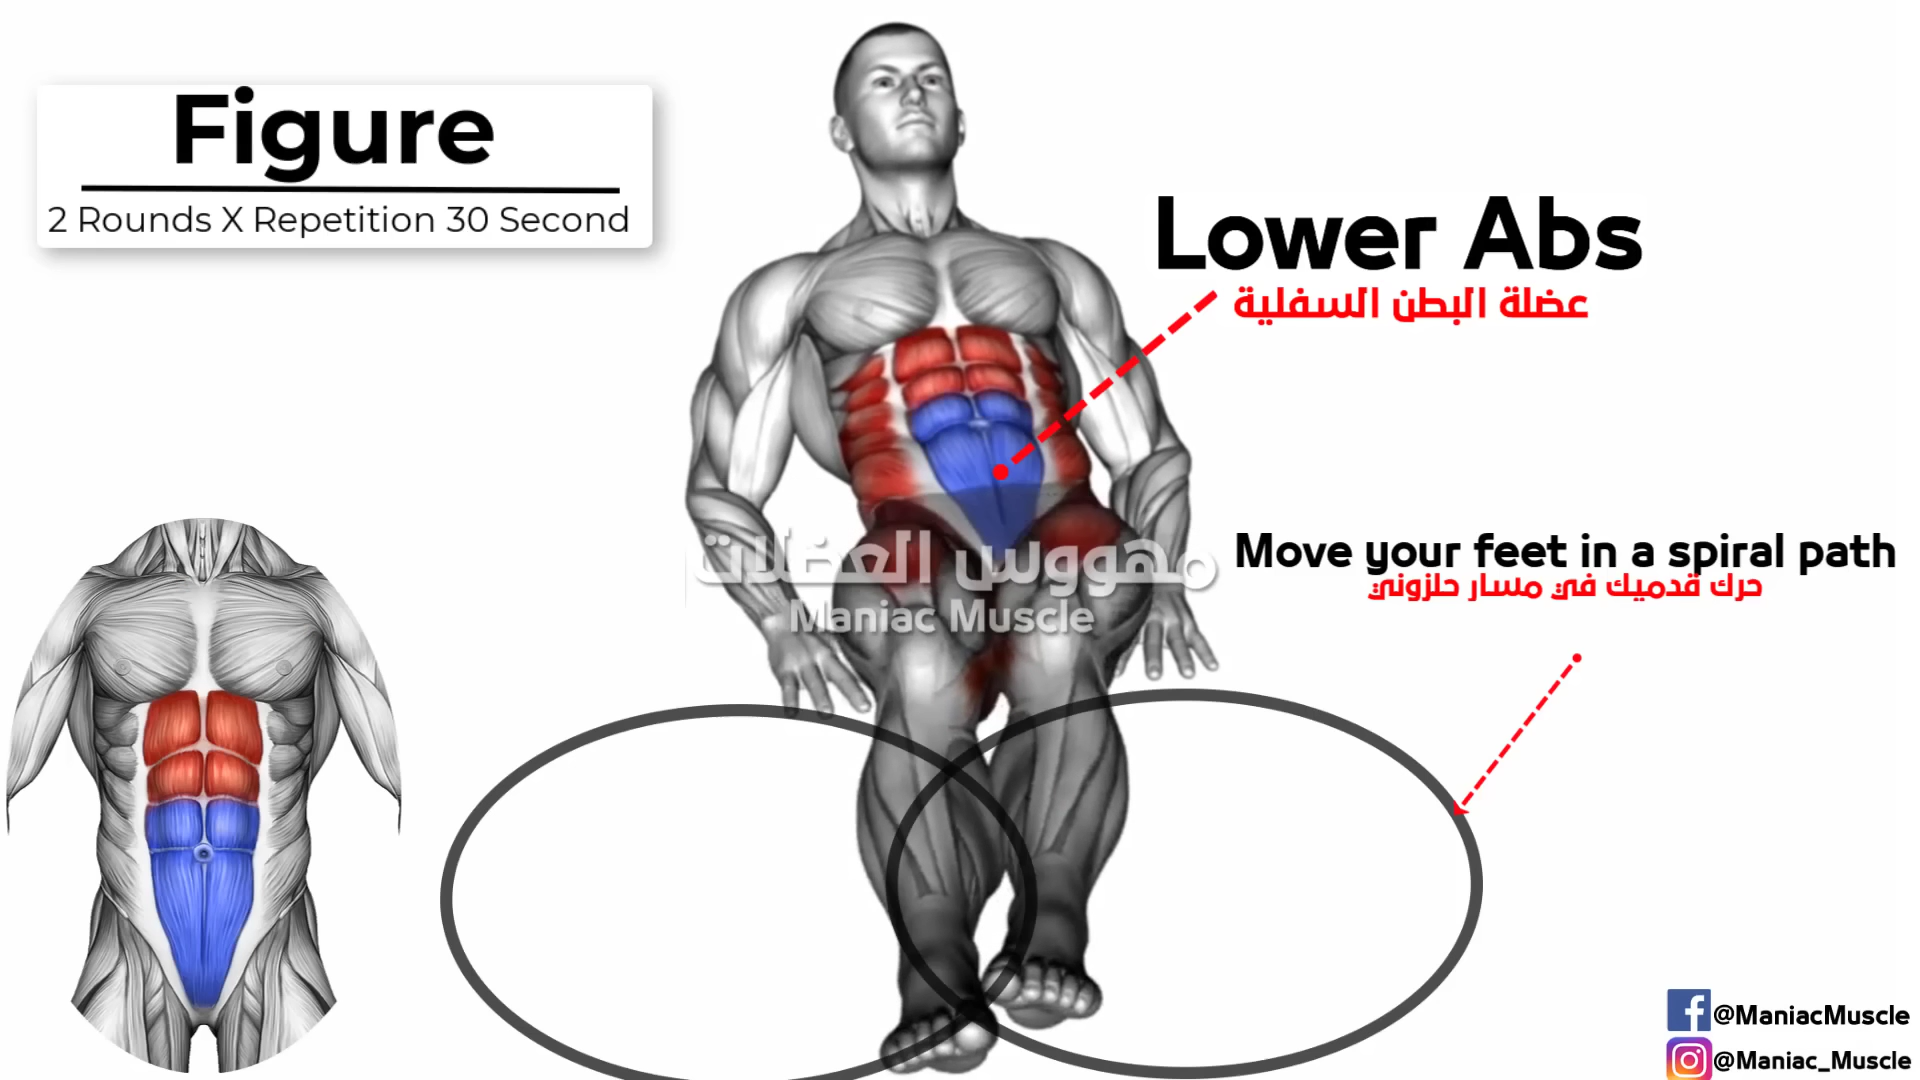 Figure
2 Rounds X Repetition 30 Second
Lower Abs
عضلة البطن السفلية
مهووس العضلات
Maniac Muscle
Move your feet in a spiral path
حرك قدميك في مسار حلزوني
@ManiacMuscle
@Maniac_Muscle